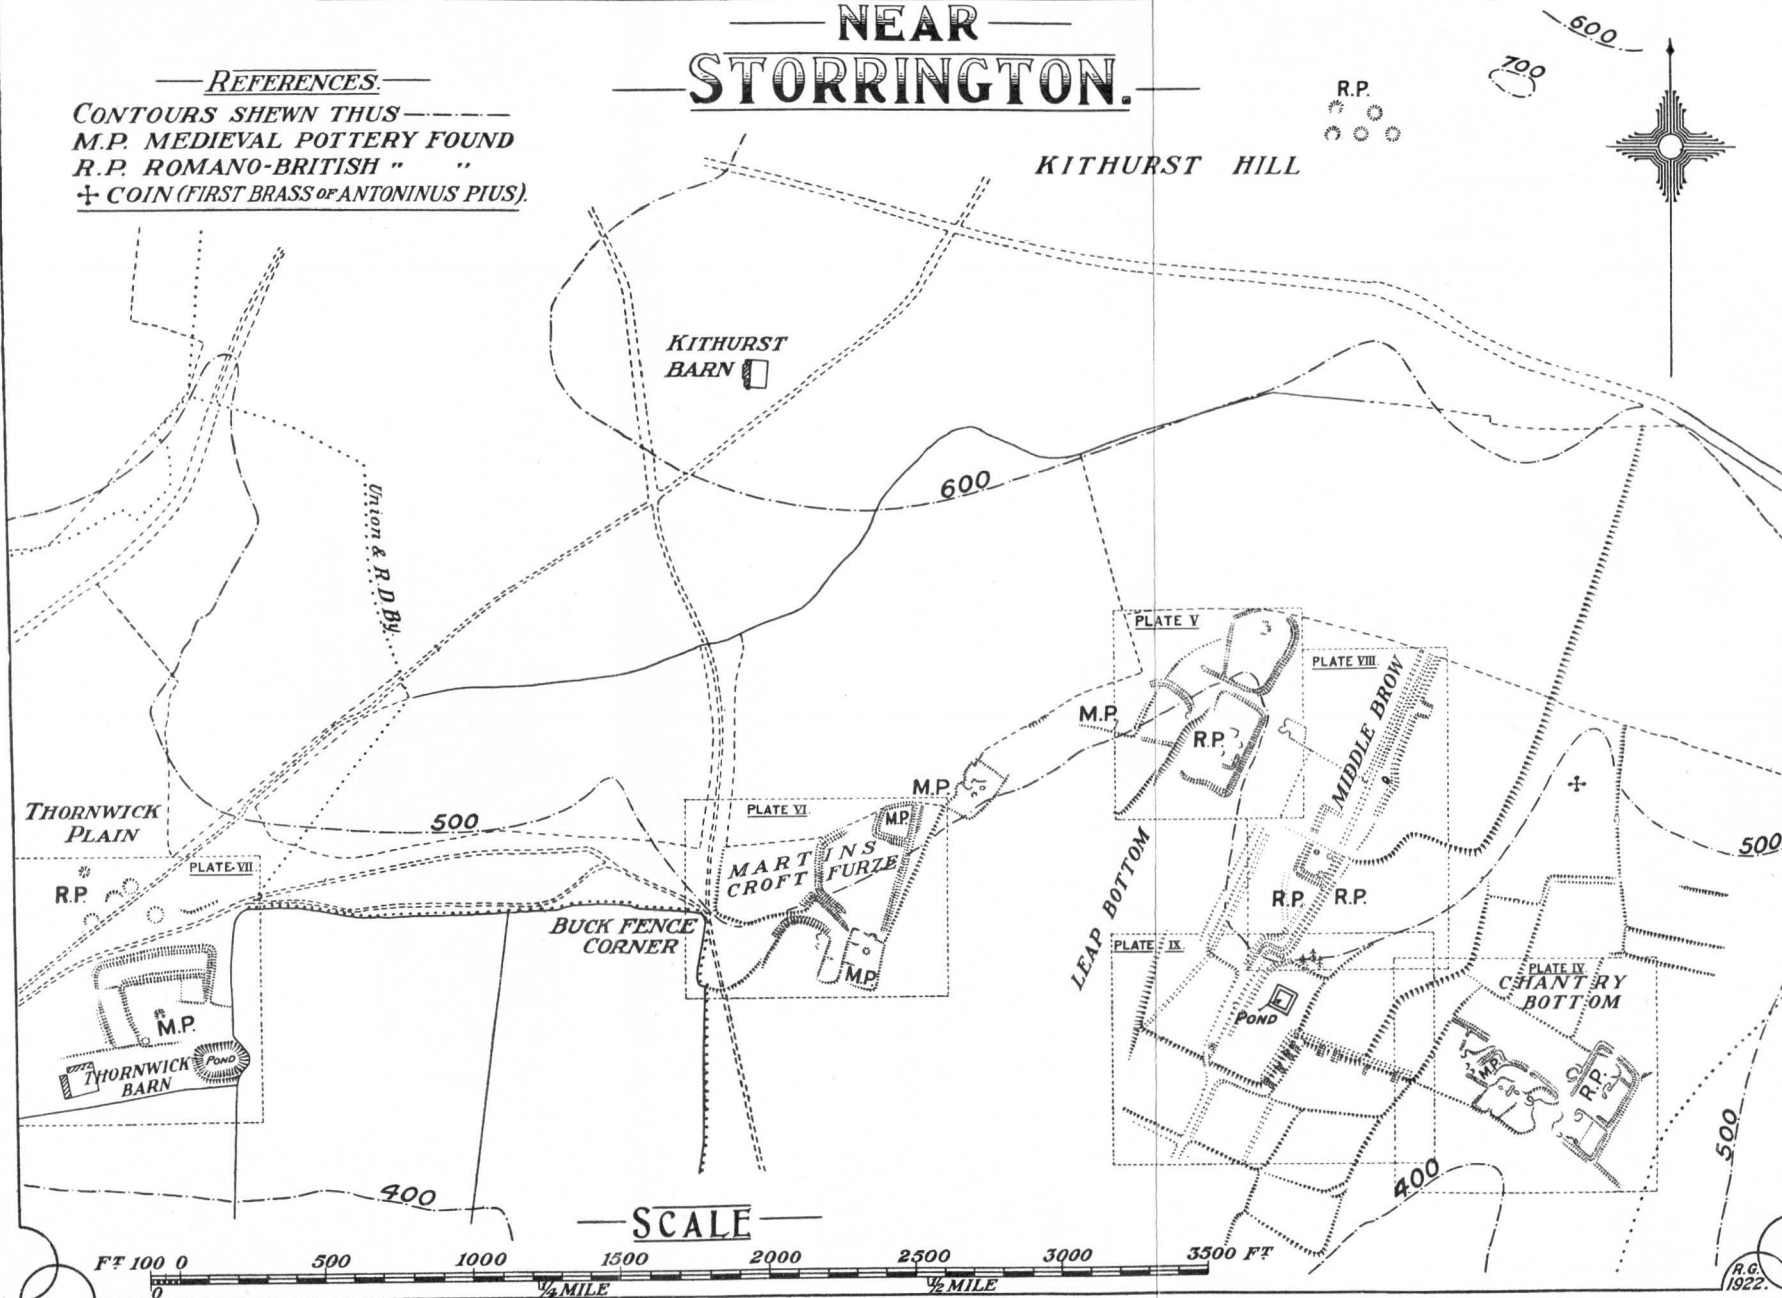 NEAR
STORRINGTON.
REFERENCES.
CONTOURS SHEWN THUS
M.P. MEDIEVAL POTTERY FOUND
R.P. ROMANO-BRITISH " "
COIN (FIRST BRASS OF ANTONINUS PIUS).
600
700
R.P.
KITHURST HILL
KITHURST
BARN
600
Union & R.D. By.
PLATE V
PLATE VIII
MIDDLE BROW
M.P.
R.P.
THORNWICK
PLAIN
500
PLATE VI
M.P.
M.P.
MARTINS
CROFT FURZE
LEAP BOTTOM
500
PLATE VII
R.P.
R.P.
R.P.
BUCK FENCE
CORNER
M.P.
PLATE IX
PLATE IV
CHANTRY
BOTTOM
M.P.
POND
POND
THORNWICK
BARN
M.P.
R.P.
500
400
400
SCALE
FT 100 0 500 1000 1500 2000 2500 3000 3500 FT
0 1/4 MILE 1/2 MILE
R.G.
1922.